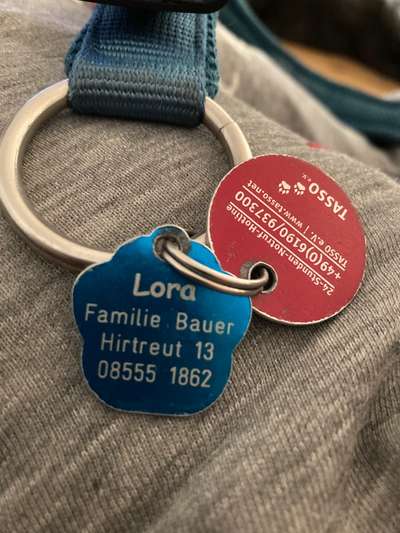 Lora
Familie Bauer
Hirtreut 13
08555 1862
24-Stunden-Notruf-Hotline
+49(0)6190/937300
TASSO e.V. / www.tasso.net
TASSO e.V.